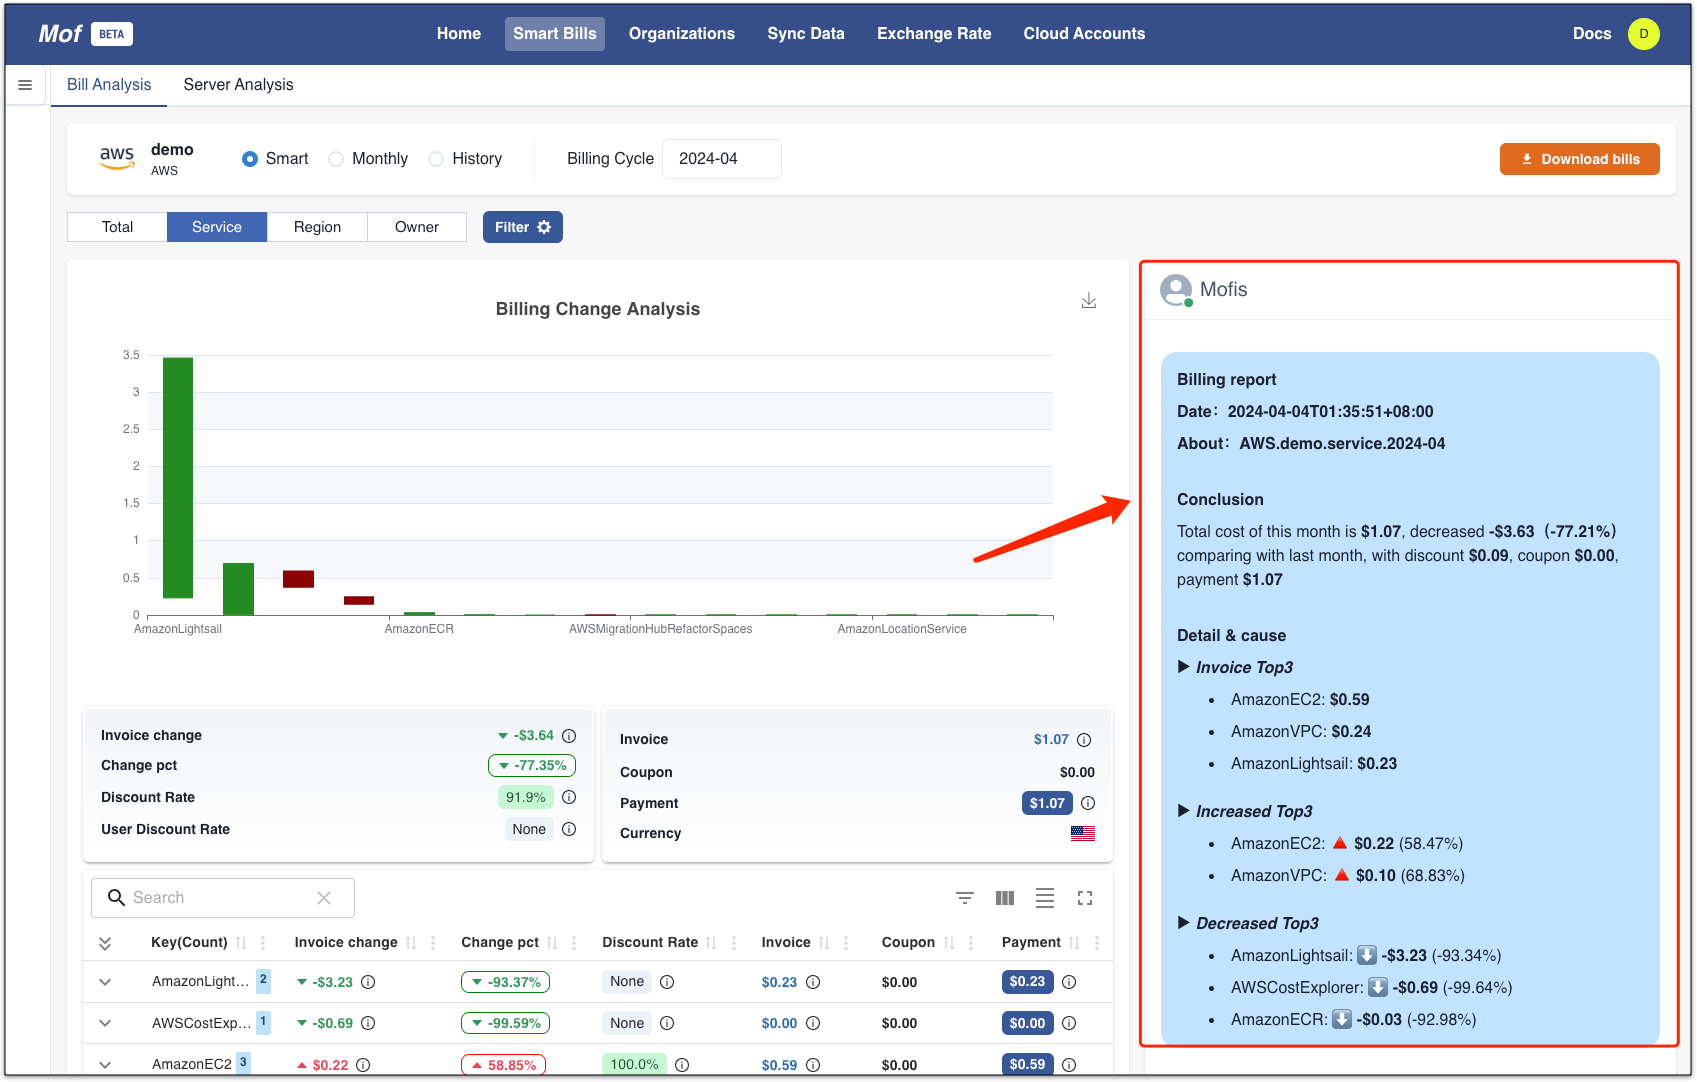 Mof BETA
Home Smart Bills Organizations Sync Data Exchange Rate Cloud Accounts Docs D
Bill Analysis Server Analysis
aws demo AWS Smart Monthly History Billing Cycle 2024-04 Download bills
Total Service Region Owner Filter
Billing Change Analysis
3.5
3
2.5
2
1.5
1
0.5
0
AmazonLightsail AmazonECR AWSMigrationHubRefactorSpaces AmazonLocationService
Invoice change -$3.64
Change pct -77.35%
Discount Rate 91.9%
User Discount Rate None
Invoice $1.07
Coupon $0.00
Payment $1.07
Currency
Search
Key(Count) Invoice change Change pct Discount Rate Invoice Coupon Payment
AmazonLight... 2 -$3.23 -93.37% None $0.23 $0.00 $0.23
AWSCostExp... 1 -$0.69 -99.59% None $0.00 $0.00 $0.00
AmazonEC2 3 $0.22 58.85% 100.0% $0.59 $0.00 $0.59
Mofis
Billing report
Date：2024-04-04T01:35:51+08:00
About：AWS.demo.service.2024-04
Conclusion
Total cost of this month is $1.07, decreased -$3.63（-77.21%）
comparing with last month, with discount $0.09, coupon $0.00,
payment $1.07
Detail & cause
▶ Invoice Top3
• AmazonEC2: $0.59
• AmazonVPC: $0.24
• AmazonLightsail: $0.23
▶ Increased Top3
• AmazonEC2: 🔺 $0.22 (58.47%)
• AmazonVPC: 🔺 $0.10 (68.83%)
▶ Decreased Top3
• AmazonLightsail: ⬇️ -$3.23 (-93.34%)
• AWSCostExplorer: ⬇️ -$0.69 (-99.64%)
• AmazonECR: ⬇️ -$0.03 (-92.98%)